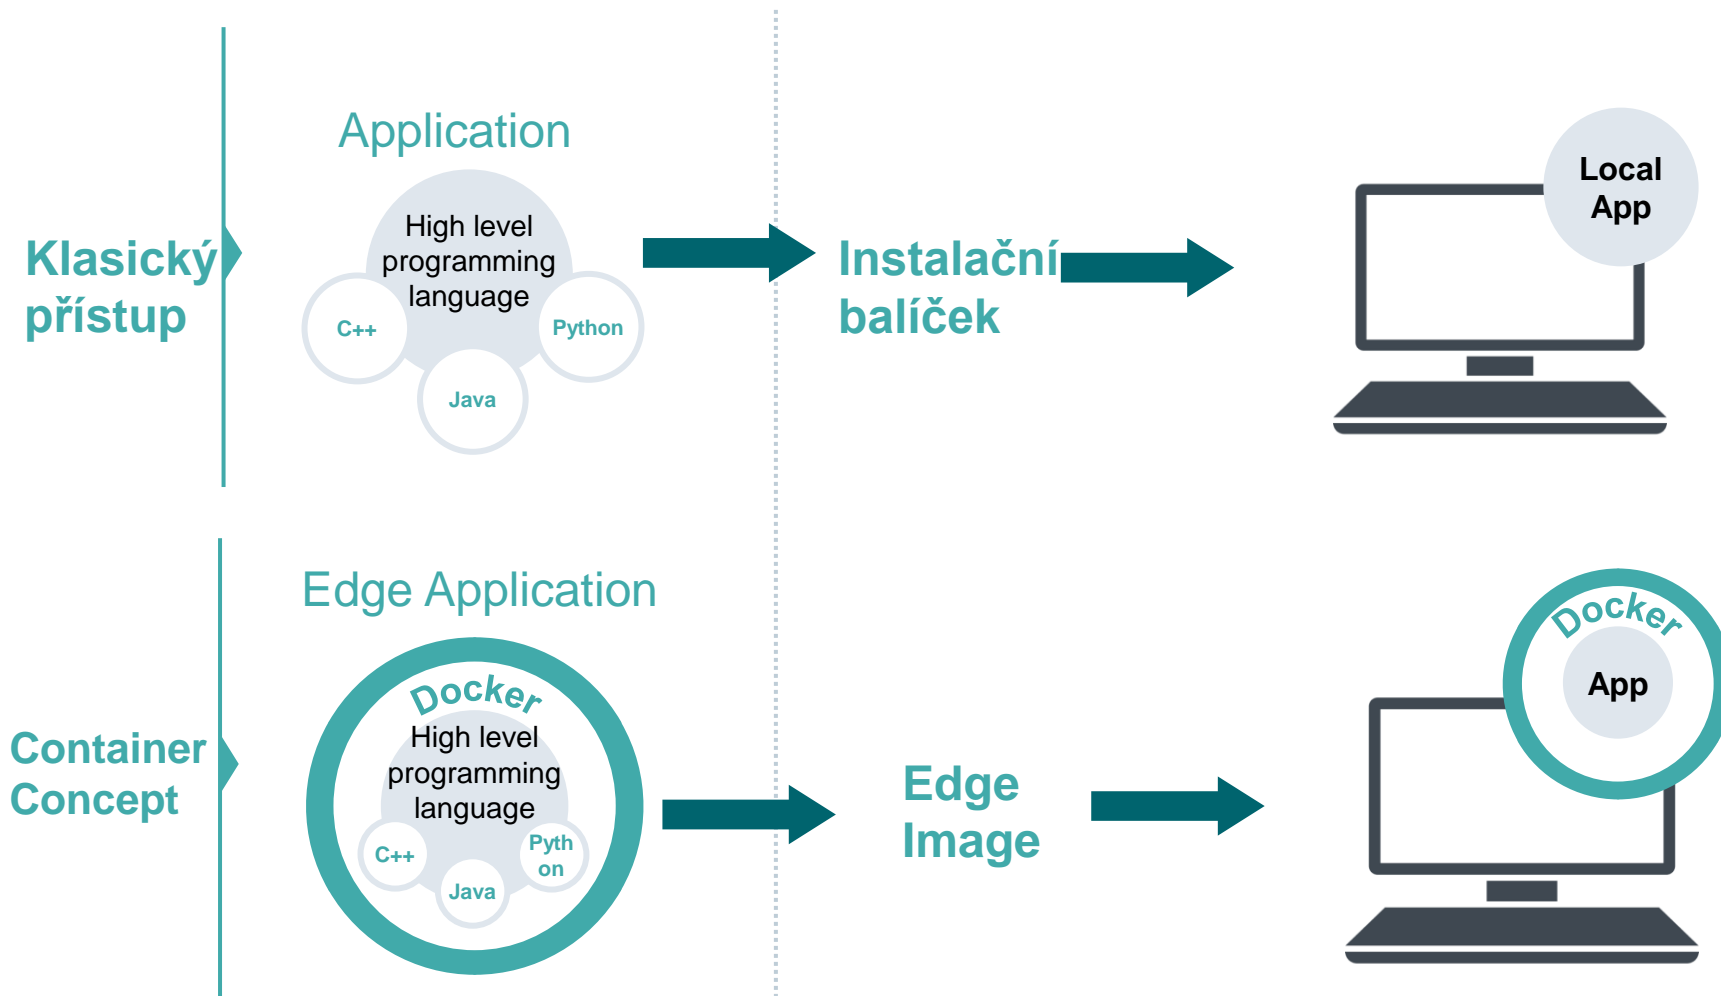 Klasický
přístup
Application
High level
programming
language
C++
Java
Python
Instalační
balíček
Local
App
Container
Concept
Edge Application
Docker
High level
programming
language
C++
Java
Pyth
on
Edge
Image
Docker
App